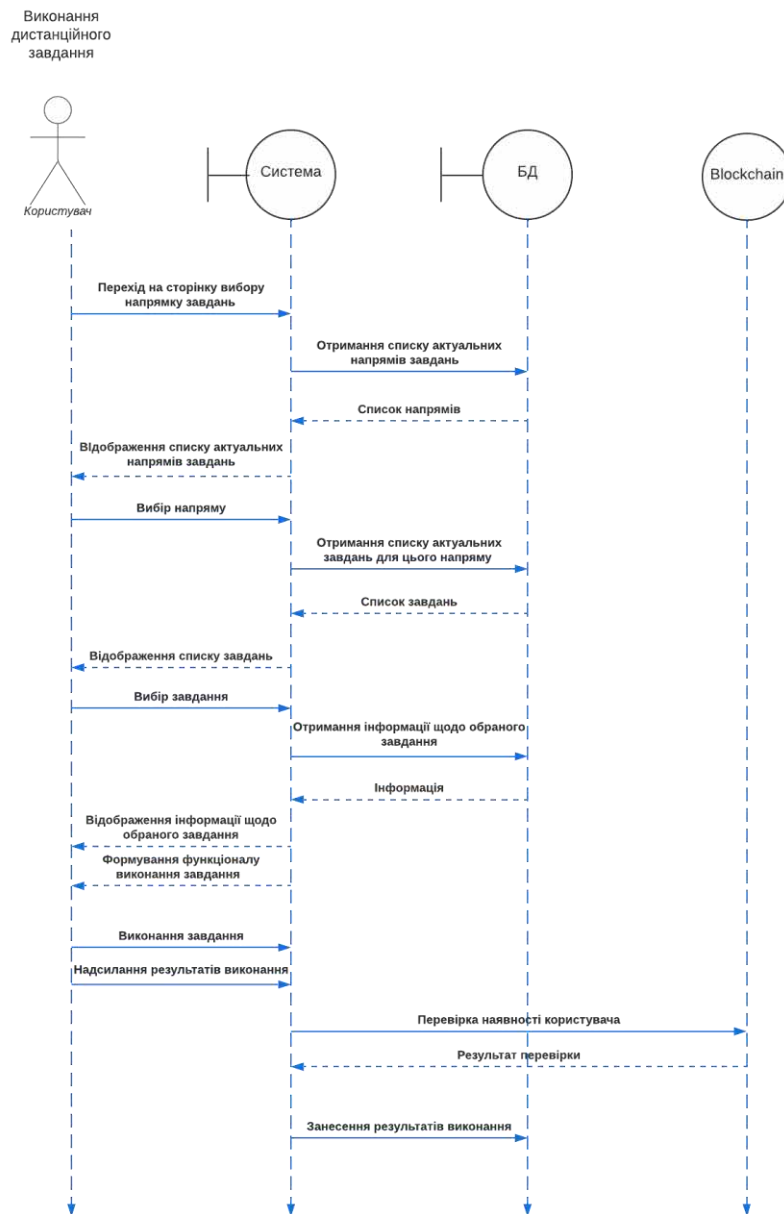 Виконання
дистанційного
завдання
Користувач
Система
БД
Blockchain
Перехід на сторінку вибору
напрямку завдань
Отримання списку актуальних
напрямів завдань
Список напрямів
Відображення списку актуальних
напрямів завдань
Вибір напряму
Отримання списку актуальних
завдань для цього напряму
Список завдань
Відображення списку завдань
Вибір завдання
Отримання інформації щодо обраного
завдання
Інформація
Відображення інформації щодо
обраного завдання
Формування функціоналу
виконання завдання
Виконання завдання
Надсилання результатів виконання
Перевірка наявності користувача
Результат перевірки
Занесення результатів виконання